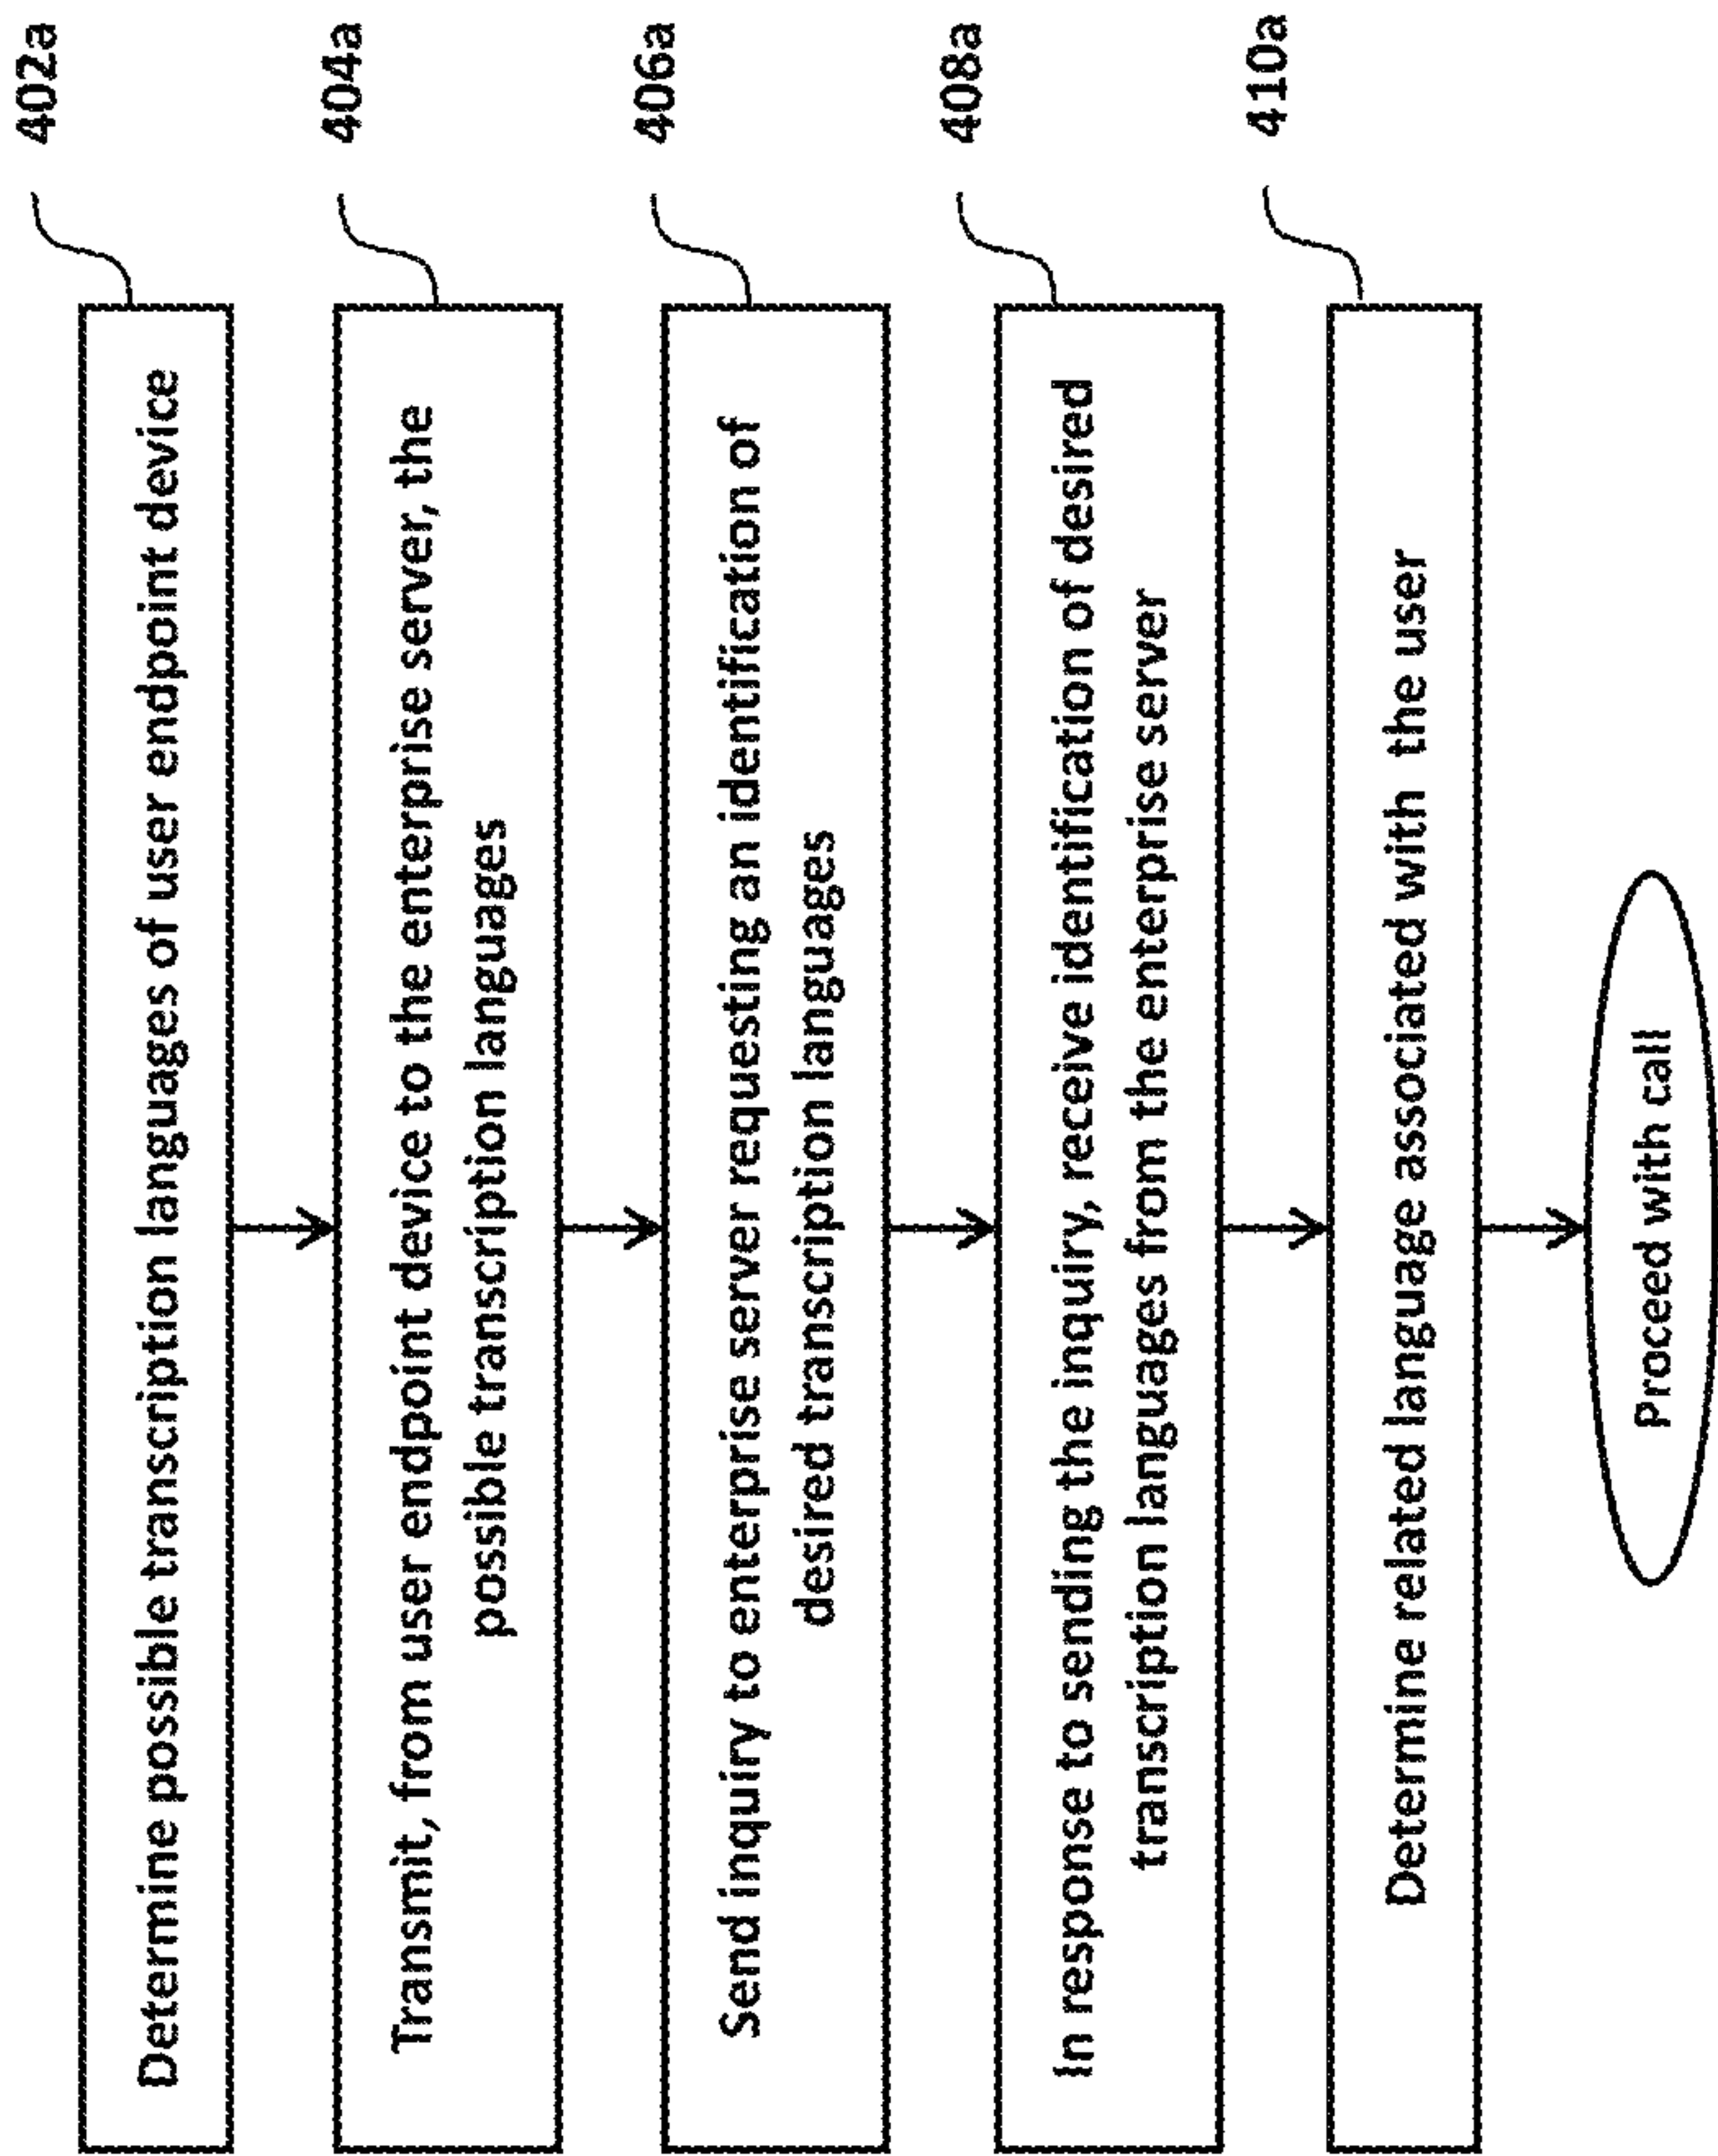 402a
Determine possible transcription languages of user endpoint device
404a
Transmit, from user endpoint device to the enterprise server, the
possible transcription languages
406a
Send inquiry to enterprise server requesting an identification of
desired transcription languages
408a
In response to sending the inquiry, receive identification of desired
transcription languages from the enterprise server
410a
Determine related language associated with the user
Proceed with call